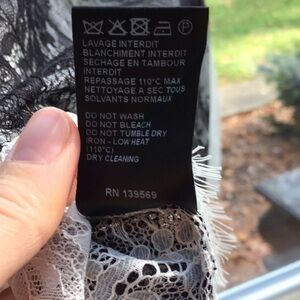 LAVAGE INTERDIT
BLANCHIMENT INTERDIT
SECHAGE EN TAMBOUR
INTERDIT
REPASSAGE 110°C MAX
NETTOYAGE A SEC TOUS
SOLVANTS NORMAUX
DO NOT WASH
DO NOT BLEACH
DO NOT TUMBLE DRY
IRON - LOW HEAT
(110°C)
DRY CLEANING
RN 139569